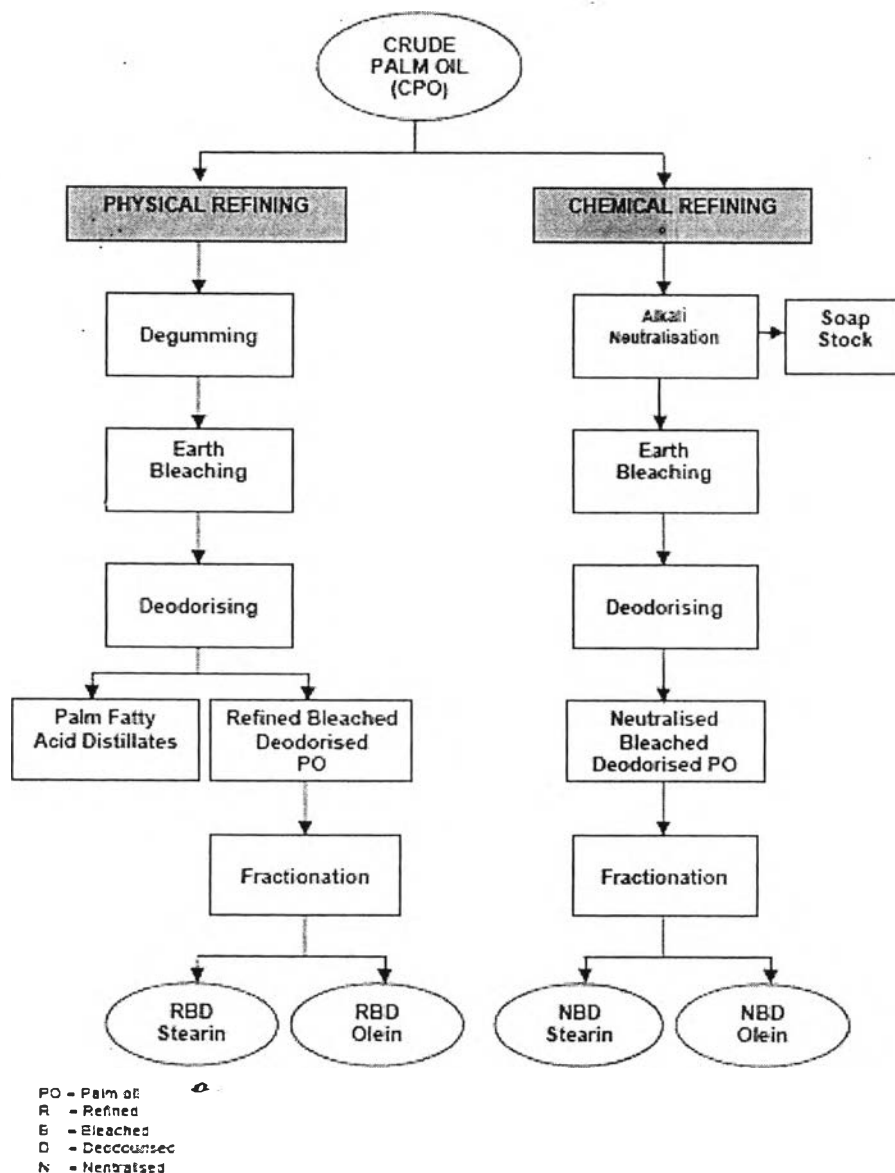 CRUDE
PALM OIL
(CPO)
PHYSICAL REFINING
CHEMICAL REFINING
Degumming
Alkali
Neutralisation
Soap
Stock
Earth
Bleaching
Earth
Bleaching
Deodorising
Deodorising
Palm Fatty
Acid Distillates
Refined Bleached
Deodorised
PO
Neutralised
Bleached
Deodorised PO
Fractionation
Fractionation
RBD
Stearin
RBD
Olein
NBD
Stearin
NBD
Olein
PO = Palm oil
R = Refined
B = Bleached
D =
N =